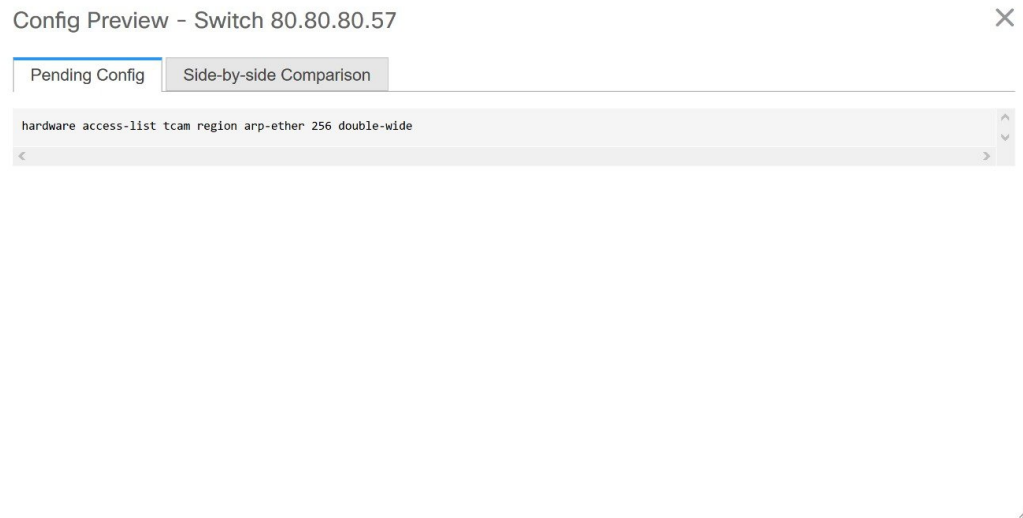 Config Preview - Switch 80.80.80.57
Pending Config
Side-by-side Comparison
hardware access-list tcam region arp-ether 256 double-wide